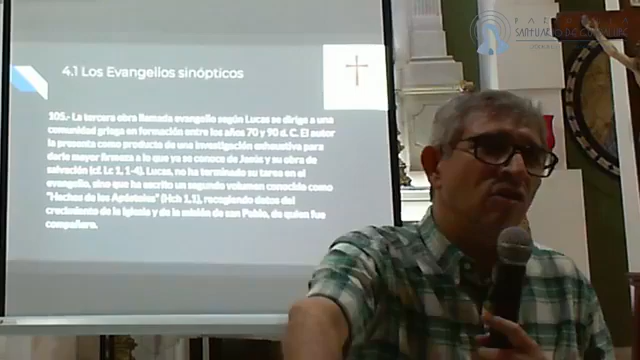 4.1 Los Evangelios sinópticos
105.- La tercera obra llamada evangelio según Lucas se dirige a una
comunidad griega en formación entre los años 70 y 90 d. C. El autor
la presenta como producto de una investigación exhaustiva para
darle mayor firmeza a lo que ya se conoce de Jesús y su obra de
salvación (cf. Lc 1, 1-4). Lucas, no ha terminado su tarea en el
evangelio, sino que ha escrito un segundo volumen conocido como
"Hechos de los Apóstoles" (Hch 1,1), recogiendo datos del
crecimiento de la Iglesia y de la misión de san Pablo, de quien fue
compañero.
PARROQUIA
SANTUARIO DE GUADALUPE